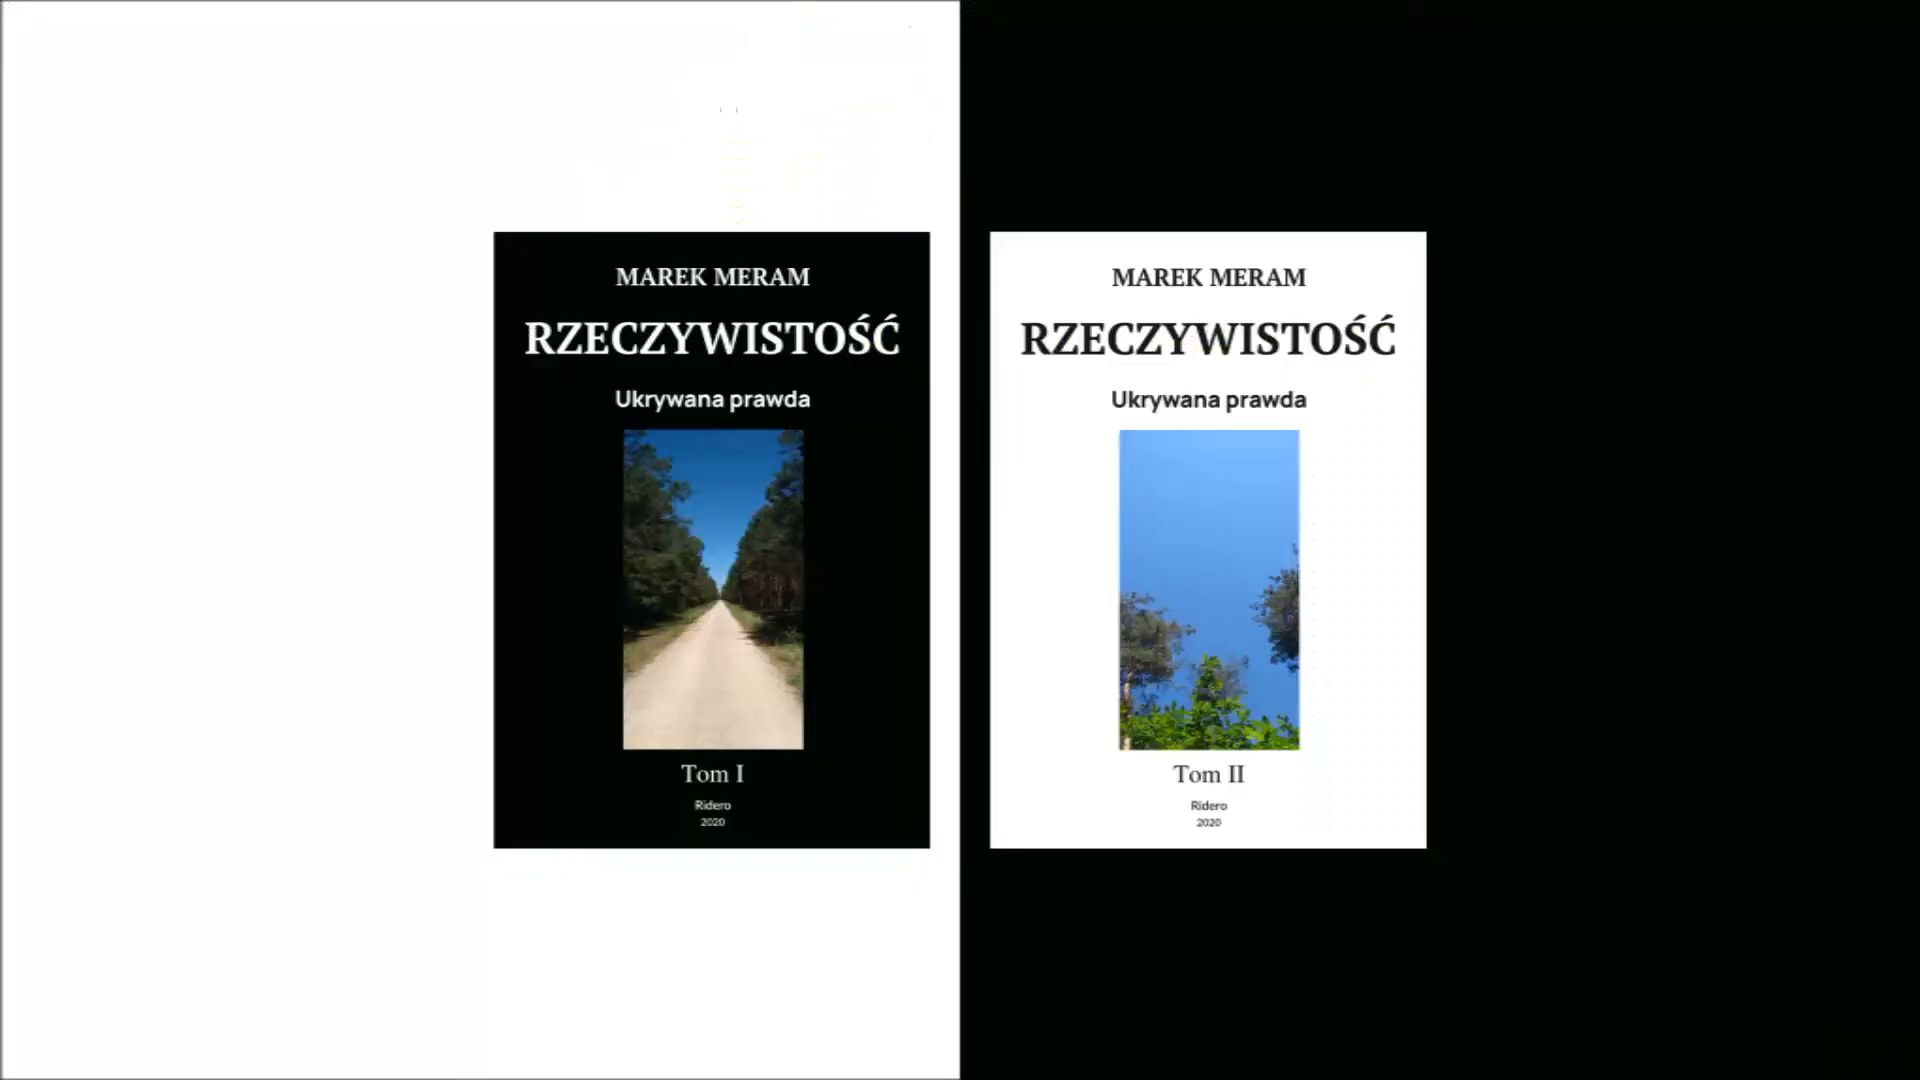 MAREK MERAM
RZECZYWISTOŚĆ
Ukrywana prawda
Tom I
Ridero
2020
MAREK MERAM
RZECZYWISTOŚĆ
Ukrywana prawda
Tom II
Ridero
2020